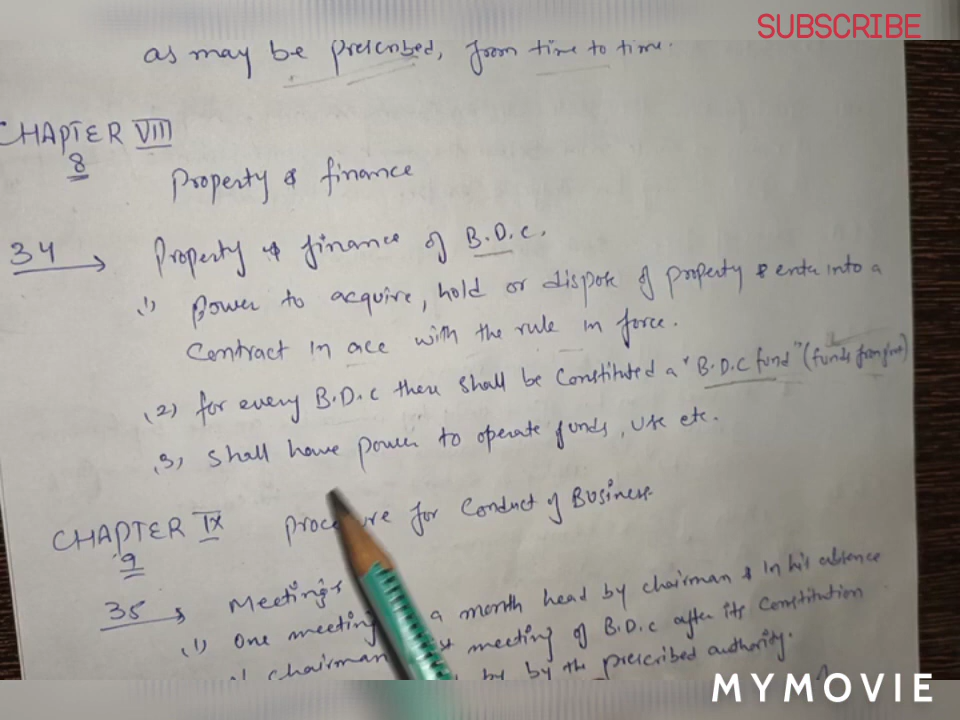 SUBSCRIBE
as may be prescribed, from time to time.
CHAPTER VIII
8
Property & finance
34 → Property & finance of B.D.C.
(1) Power to acquire, hold or dispose of property & enter into a
Contract in acc with the rule in force.
(2) for every B.D.C there shall be Constituted a "B.D.C fund" (funds from
(3) shall have power to operate funds, use etc.
CHAPTER IX Procedure for Conduct of Business.
9
35 → Meetings
(1) One meeting a month head by chairman & in his absence
chairman meeting of B.D.C after its Constitution
by by the prescribed authority.
MYMOVIE